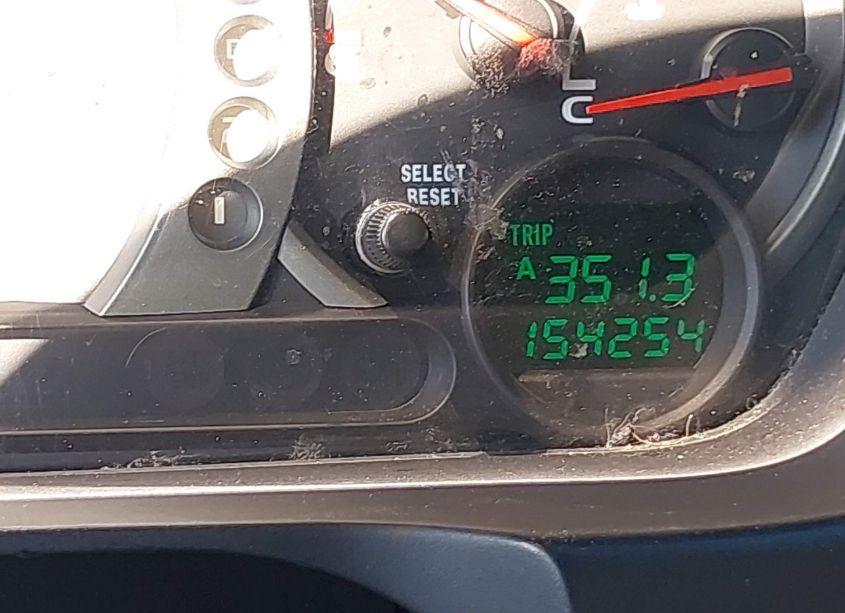 D
C
SELECT
RESET
TRIP
A 351.3
154254